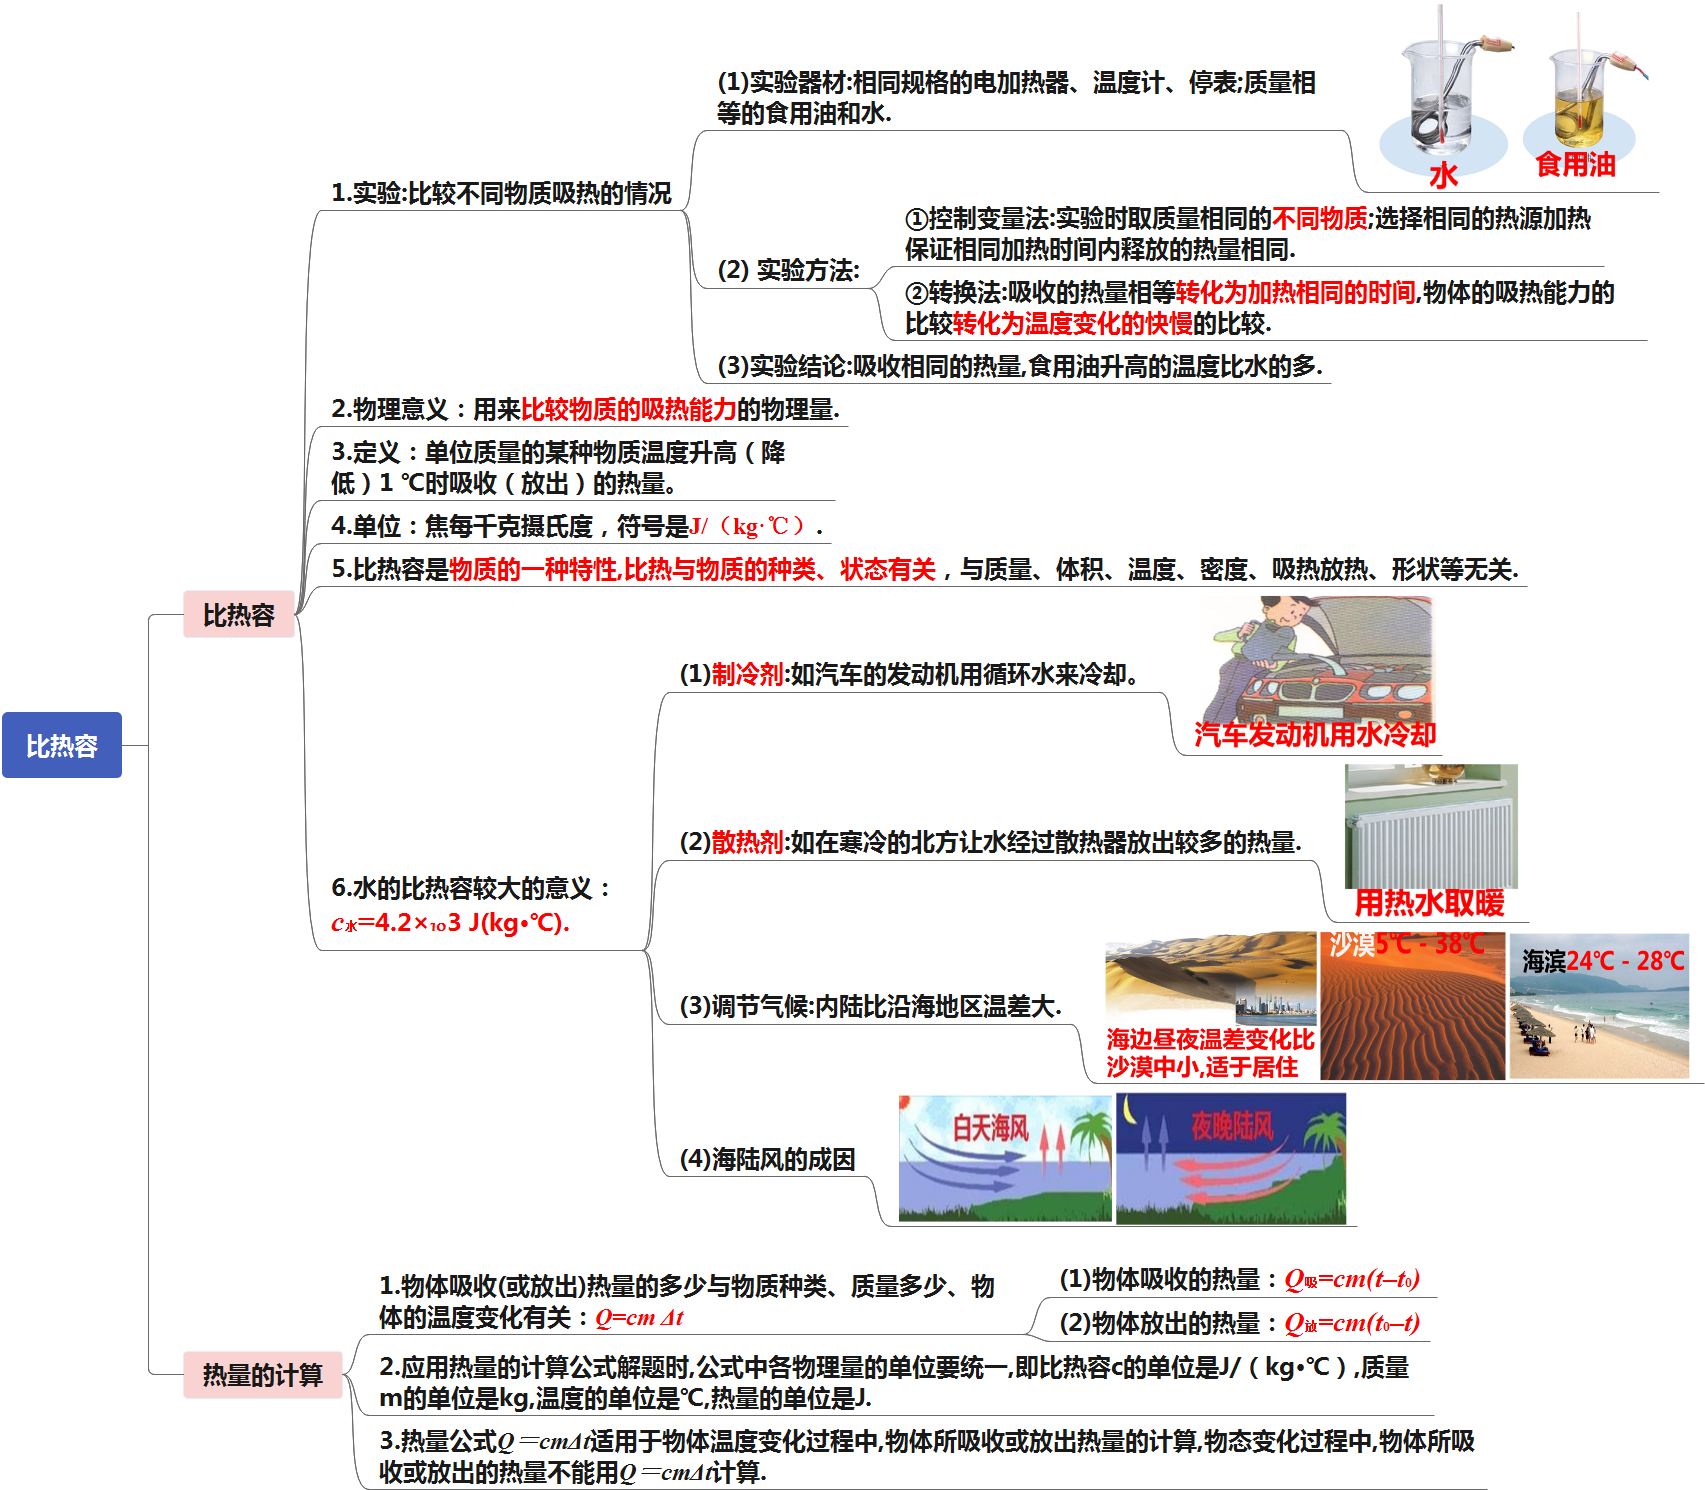 (1)实验器材:相同规格的电加热器、温度计、停表;质量相
等的食用油和水.
水
食用油
1.实验:比较不同物质吸热的情况
(2) 实验方法:
①控制变量法:实验时取质量相同的不同物质;选择相同的热源加热
保证相同加热时间内释放的热量相同.
②转换法:吸收的热量相等转化为加热相同的时间,物体的吸热能力的
比较转化为温度变化的快慢的比较.
(3)实验结论:吸收相同的热量,食用油升高的温度比水的多.
2.物理意义：用来比较物质的吸热能力的物理量.
3.定义：单位质量的某种物质温度升高（降
低）1 ℃时吸收（放出）的热量。
4.单位：焦每千克摄氏度，符号是J/（kg·℃）.
5.比热容是物质的一种特性,比热与物质的种类、状态有关，与质量、体积、温度、密度、吸热放热、形状等无关.
比热容
比热容
6.水的比热容较大的意义：
c水=4.2×103 J(kg•℃).
(1)制冷剂:如汽车的发动机用循环水来冷却。
汽车发动机用水冷却
(2)散热剂:如在寒冷的北方让水经过散热器放出较多的热量.
用热水取暖
(3)调节气候:内陆比沿海地区温差大.
海边昼夜温差变化比
沙漠中小,适于居住
沙漠5℃－38℃
海滨24℃－28℃
(4)海陆风的成因
白天海风
夜晚陆风
热量的计算
1.物体吸收(或放出)热量的多少与物质种类、质量多少、物
体的温度变化有关：Q=cm Δt
(1)物体吸收的热量：Q吸=cm(t–t0)
(2)物体放出的热量：Q放=cm(t0–t)
2.应用热量的计算公式解题时,公式中各物理量的单位要统一,即比热容c的单位是J/（kg•℃）,质量
m的单位是kg,温度的单位是℃,热量的单位是J.
3.热量公式Q＝cmΔt适用于物体温度变化过程中,物体所吸收或放出热量的计算,物态变化过程中,物体所吸
收或放出的热量不能用Q＝cmΔt计算.